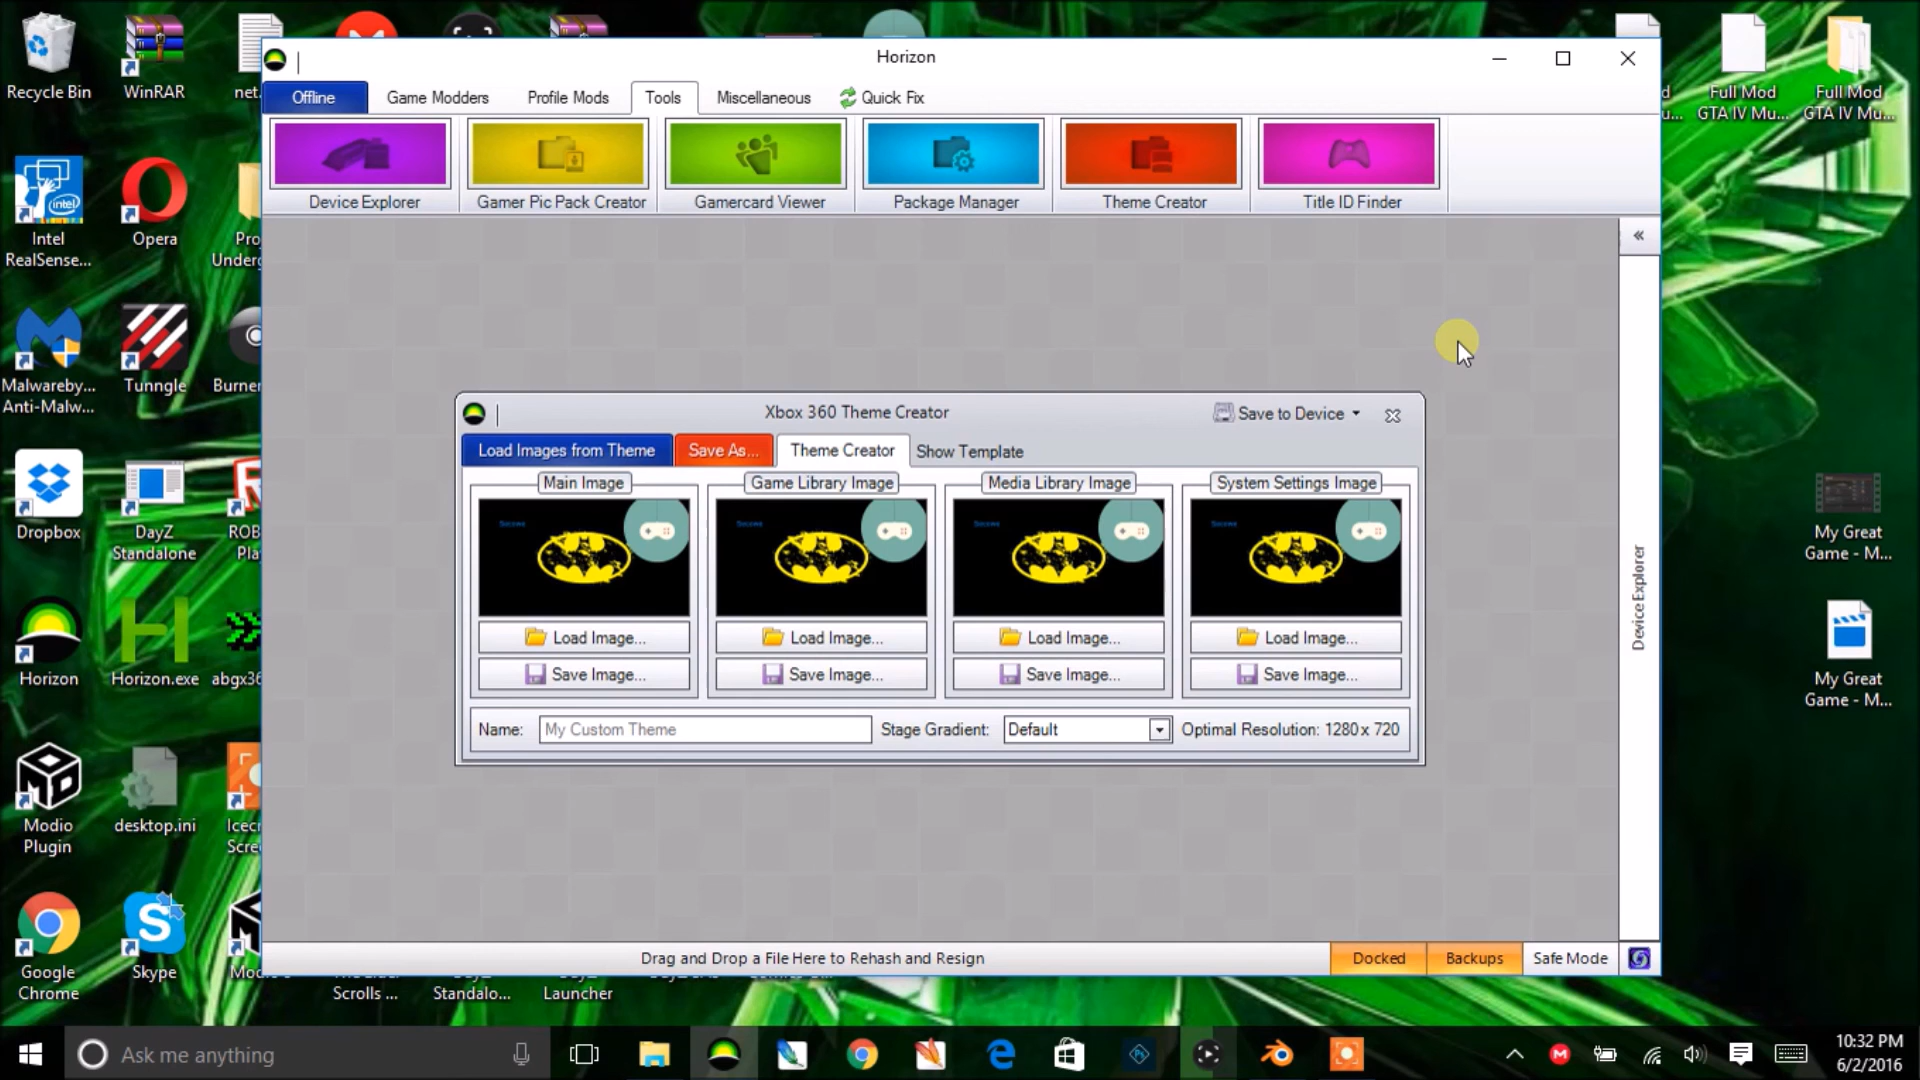 Recycle Bin
WinRAR
net.
Full Mod
GTA IV Mu...
Full Mod
GTA IV Mu...
Horizon
Offline
Game Modders
Profile Mods
Tools
Miscellaneous
Quick Fix
Device Explorer
Gamer Pic Pack Creator
Gamercard Viewer
Package Manager
Theme Creator
Title ID Finder
Intel
RealSense...
Opera
Malwareby...
Anti-Malw...
Tunngle
Burner
Xbox 360 Theme Creator
Save to Device
Load Images from Theme
Save As...
Theme Creator
Show Template
Main Image
Game Library Image
Media Library Image
System Settings Image
Load Image...
Load Image...
Load Image...
Load Image...
Save Image...
Save Image...
Save Image...
Save Image...
Name:
My Custom Theme
Stage Gradient:
Default
Optimal Resolution: 1280 x 720
Device Explorer
Dropbox
DayZ
Standalone
My Great
Game - M...
Horizon
Horizon.exe
abgx36
My Great
Game - M...
Modio
Plugin
desktop.ini
Drag and Drop a File Here to Rehash and Resign
Docked
Backups
Safe Mode
Google
Chrome
Skype
Scrolls ...
Standalo...
Launcher
Ask me anything
10:32 PM
6/2/2016